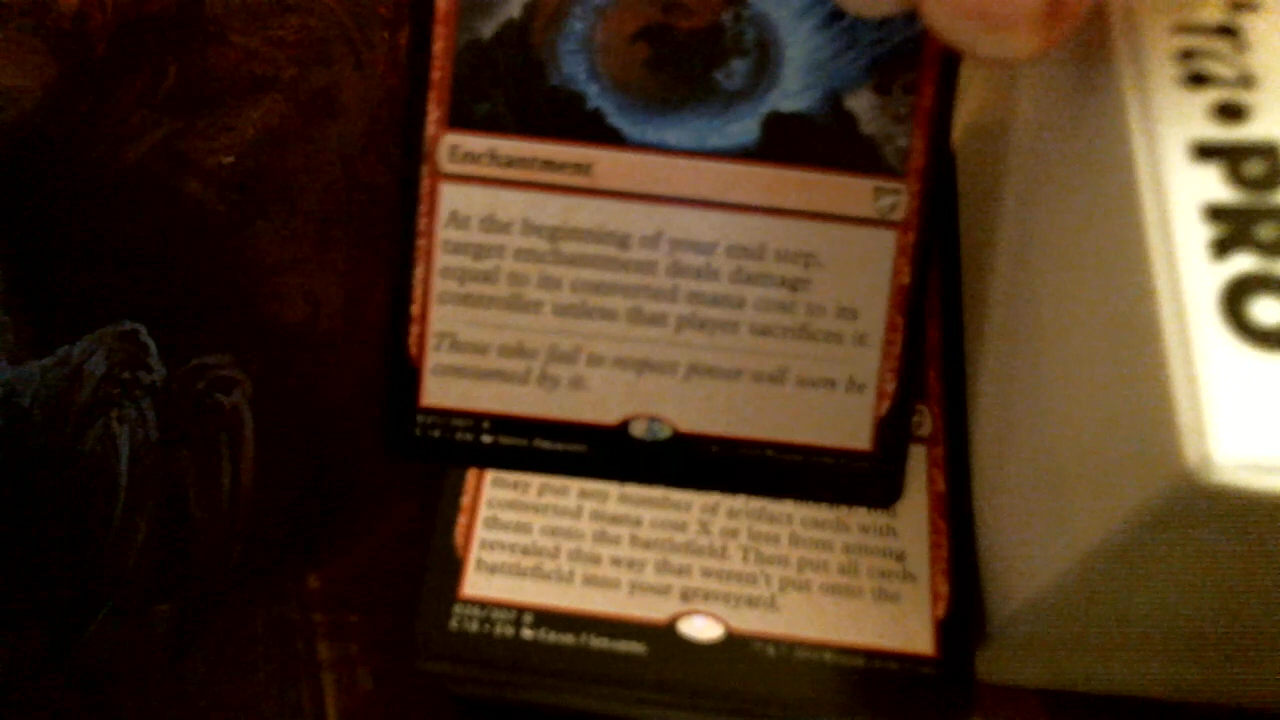 PRO
Enchantment
At the beginning of your end step,
target enchantment deals damage
equal to its converted mana cost to its
controller unless that player sacrifices it.
Those who fail to respect power will soon be
consumed by it.
may put any number of artifact cards with
converted mana cost X or less from among
them onto the battlefield. Then put all cards
revealed this way that weren't put onto the
battlefield into your graveyard.